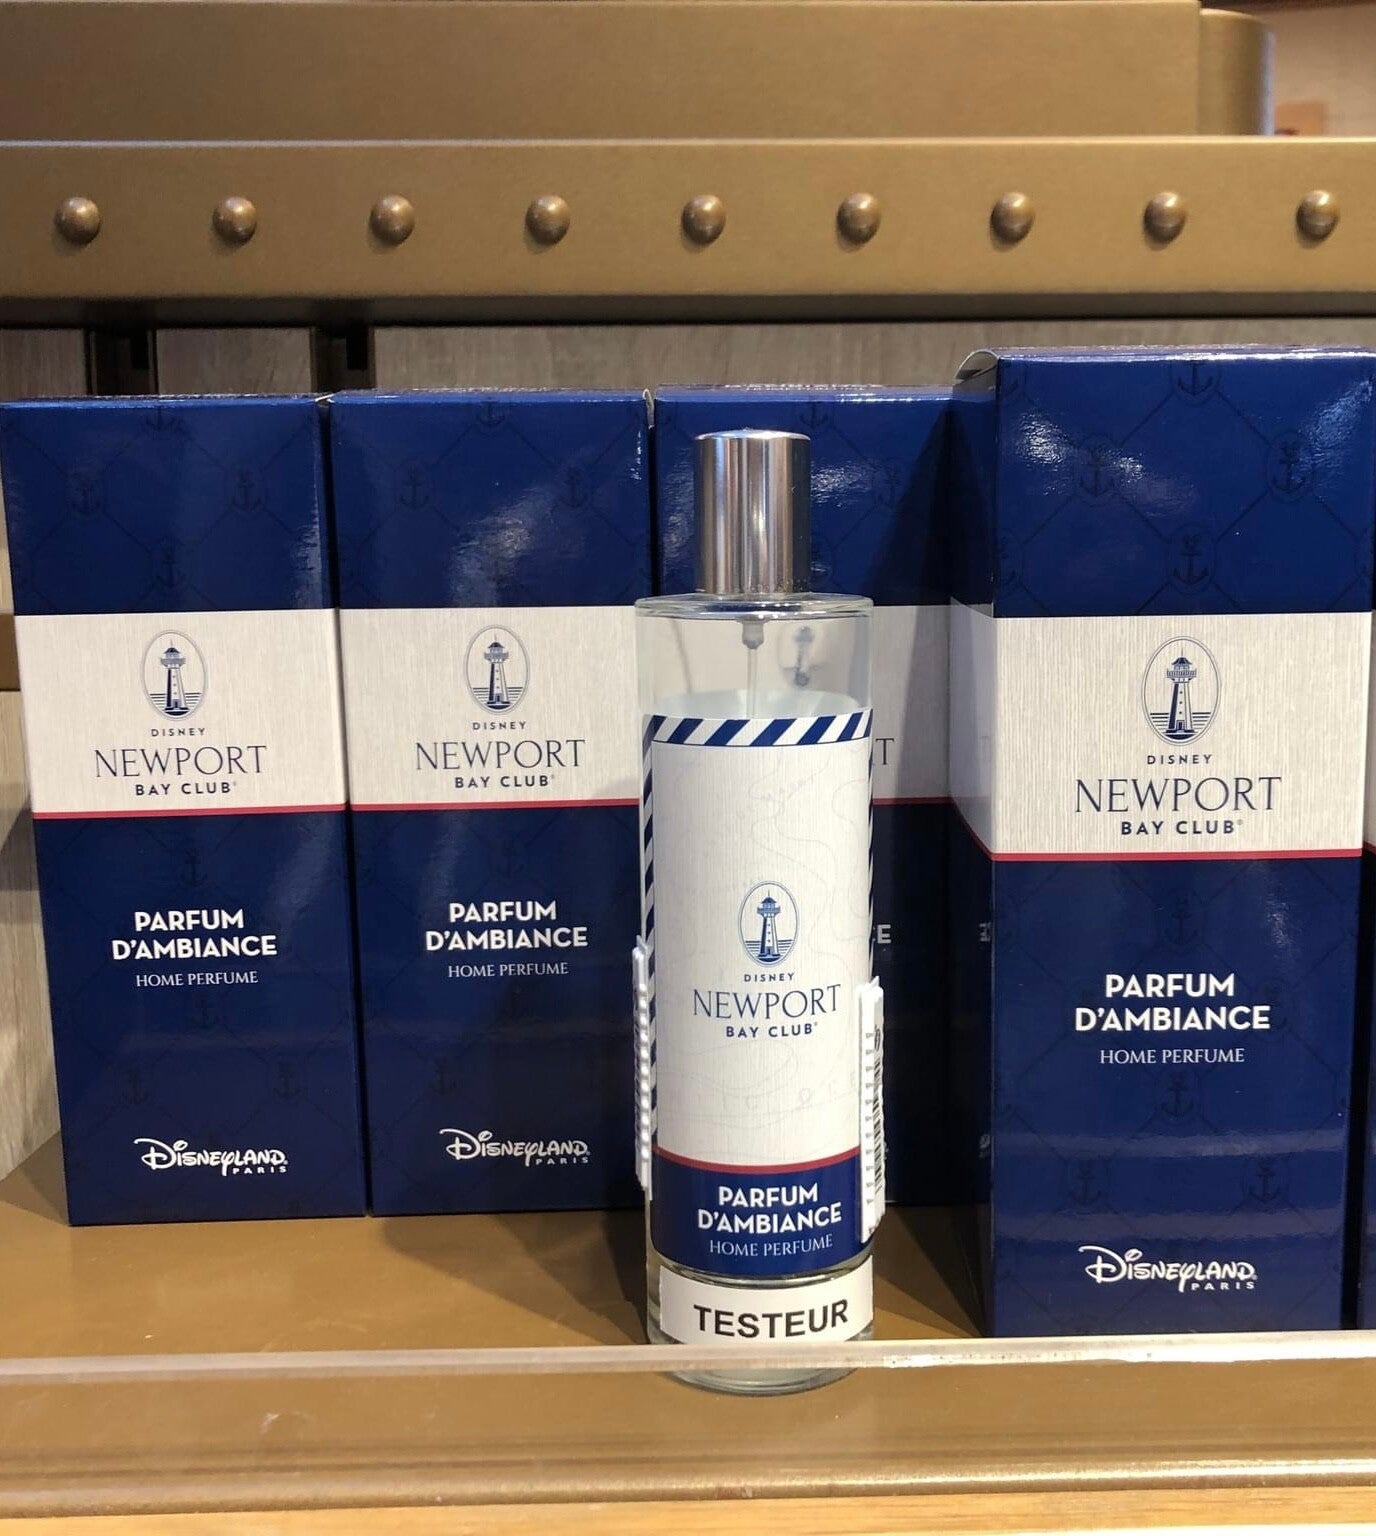 DISNEY
NEWPORT
BAY CLUB®
PARFUM
D'AMBIANCE
HOME PERFUME
DISNEYLAND
PARIS
DISNEY
NEWPORT
BAY CLUB®
PARFUM
D'AMBIANCE
HOME PERFUME
DISNEYLAND
PARIS
DISNEY
NEWPORT
BAY CLUB®
PARFUM
D'AMBIANCE
HOME PERFUME
TESTEUR
DISNEY
NEWPORT
BAY CLUB®
PARFUM
D'AMBIANCE
HOME PERFUME
DISNEYLAND
PARIS